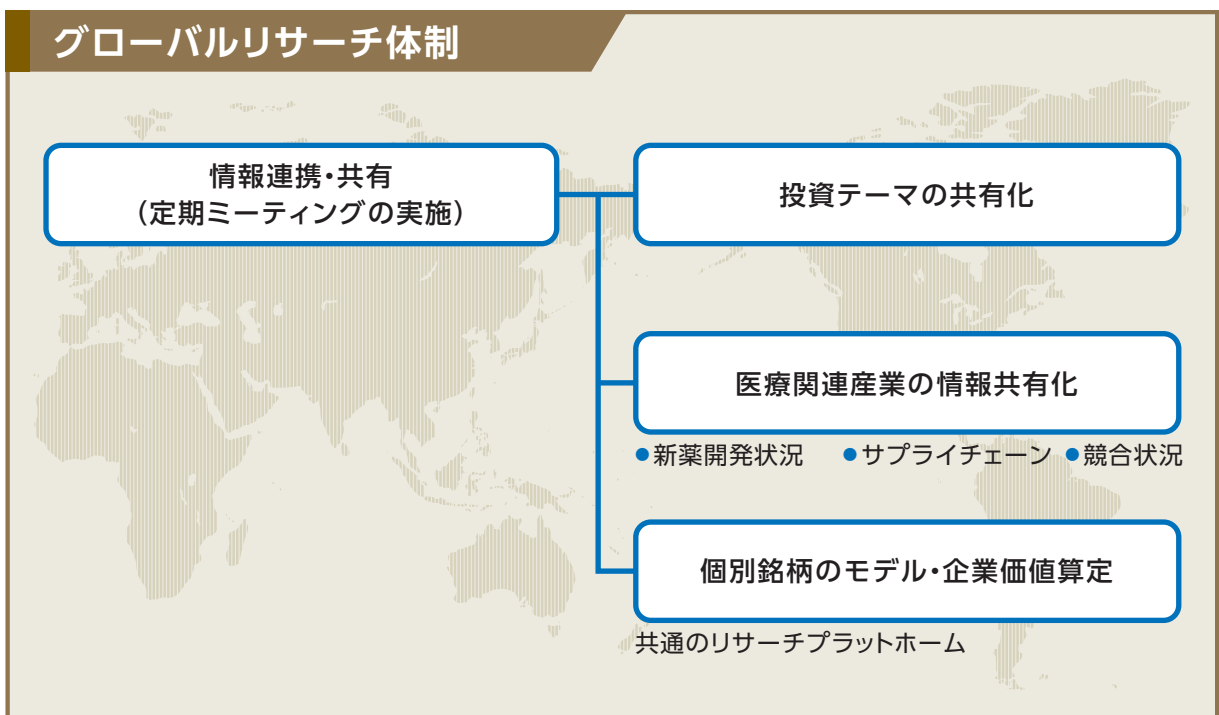 グローバルリサーチ体制
情報連携・共有
(定期ミーティングの実施)
投資テーマの共有化
医療関連産業の情報共有化
●新薬開発状況 ●サプライチェーン ●競合状況
個別銘柄のモデル・企業価値算定
共通のリサーチプラットホーム